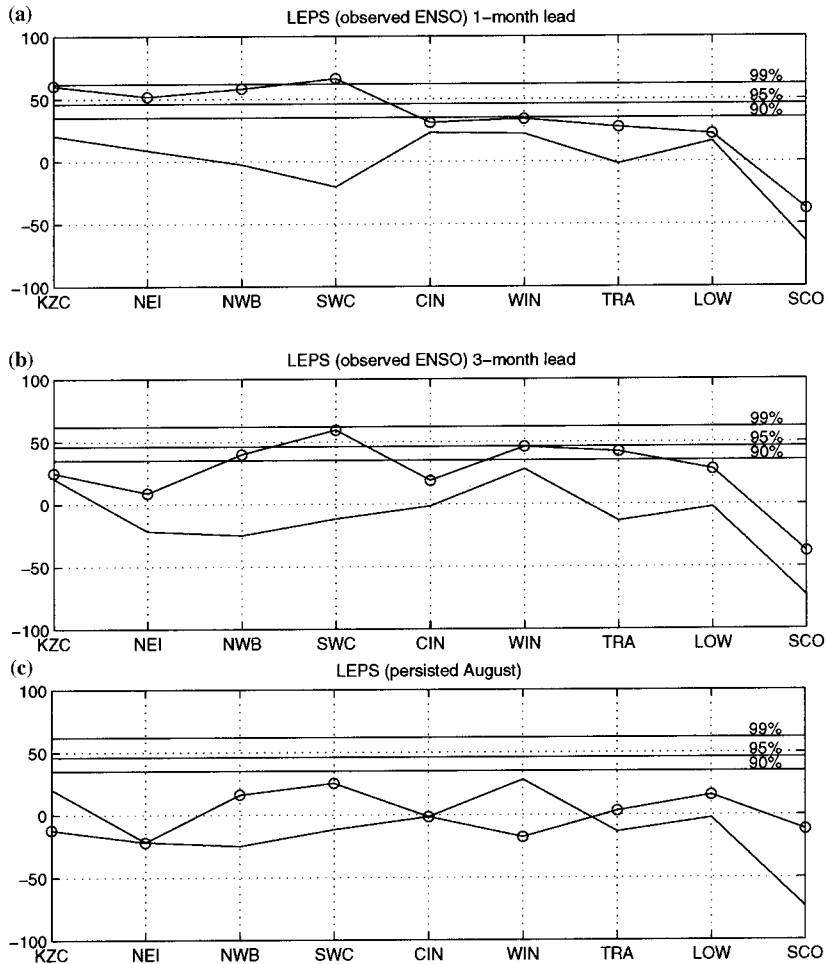 (a)
LEPS (observed ENSO) 1-month lead
100
99%
95%
50
90%
0
-50
-100
KZC NEI NWB SWC CIN WIN TRA LOW SCO
(b)
LEPS (observed ENSO) 3-month lead
100
99%
95%
50
90%
0
-50
-100
KZC NEI NWB SWC CIN WIN TRA LOW SCO
(c)
LEPS (persisted August)
100
99%
95%
50
90%
0
-50
-100
KZC NEI NWB SWC CIN WIN TRA LOW SCO